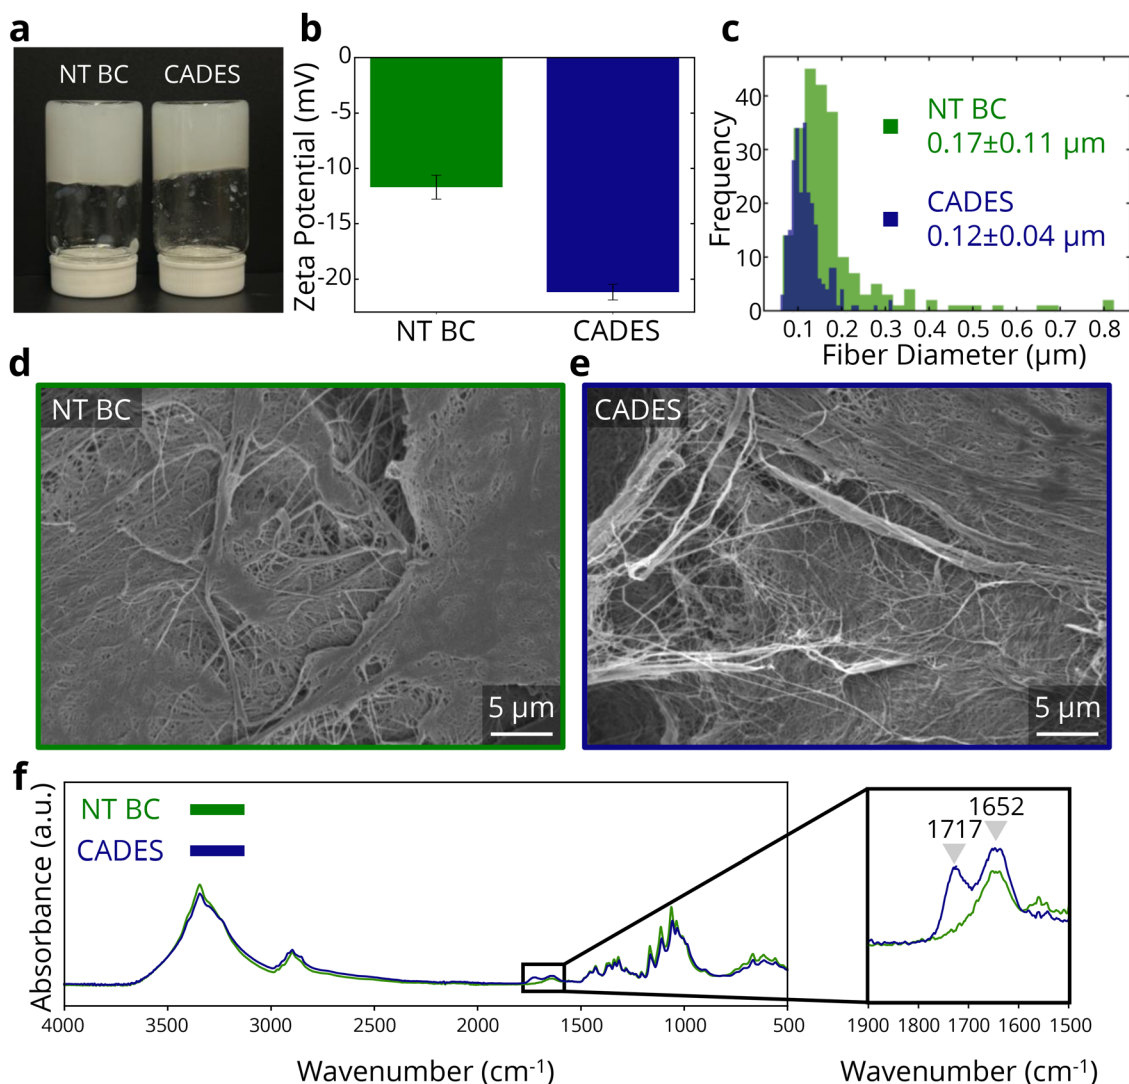 a
NT BC CADES
b
Zeta Potential (mV)
0
-5
-10
-15
-20
NT BC CADES
c
Frequency
40
30
20
10
0
NT BC
0.17±0.11 µm
CADES
0.12±0.04 µm
0.1 0.2 0.3 0.4 0.5 0.6 0.7 0.8
Fiber Diameter (µm)
d
NT BC
5 µm
e
CADES
5 µm
f
Absorbance (a.u.)
NT BC
CADES
4000 3500 3000 2500 2000 1500 1000 500
Wavenumber (cm-1)
1652
1717
1900 1800 1700 1600 1500
Wavenumber (cm-1)